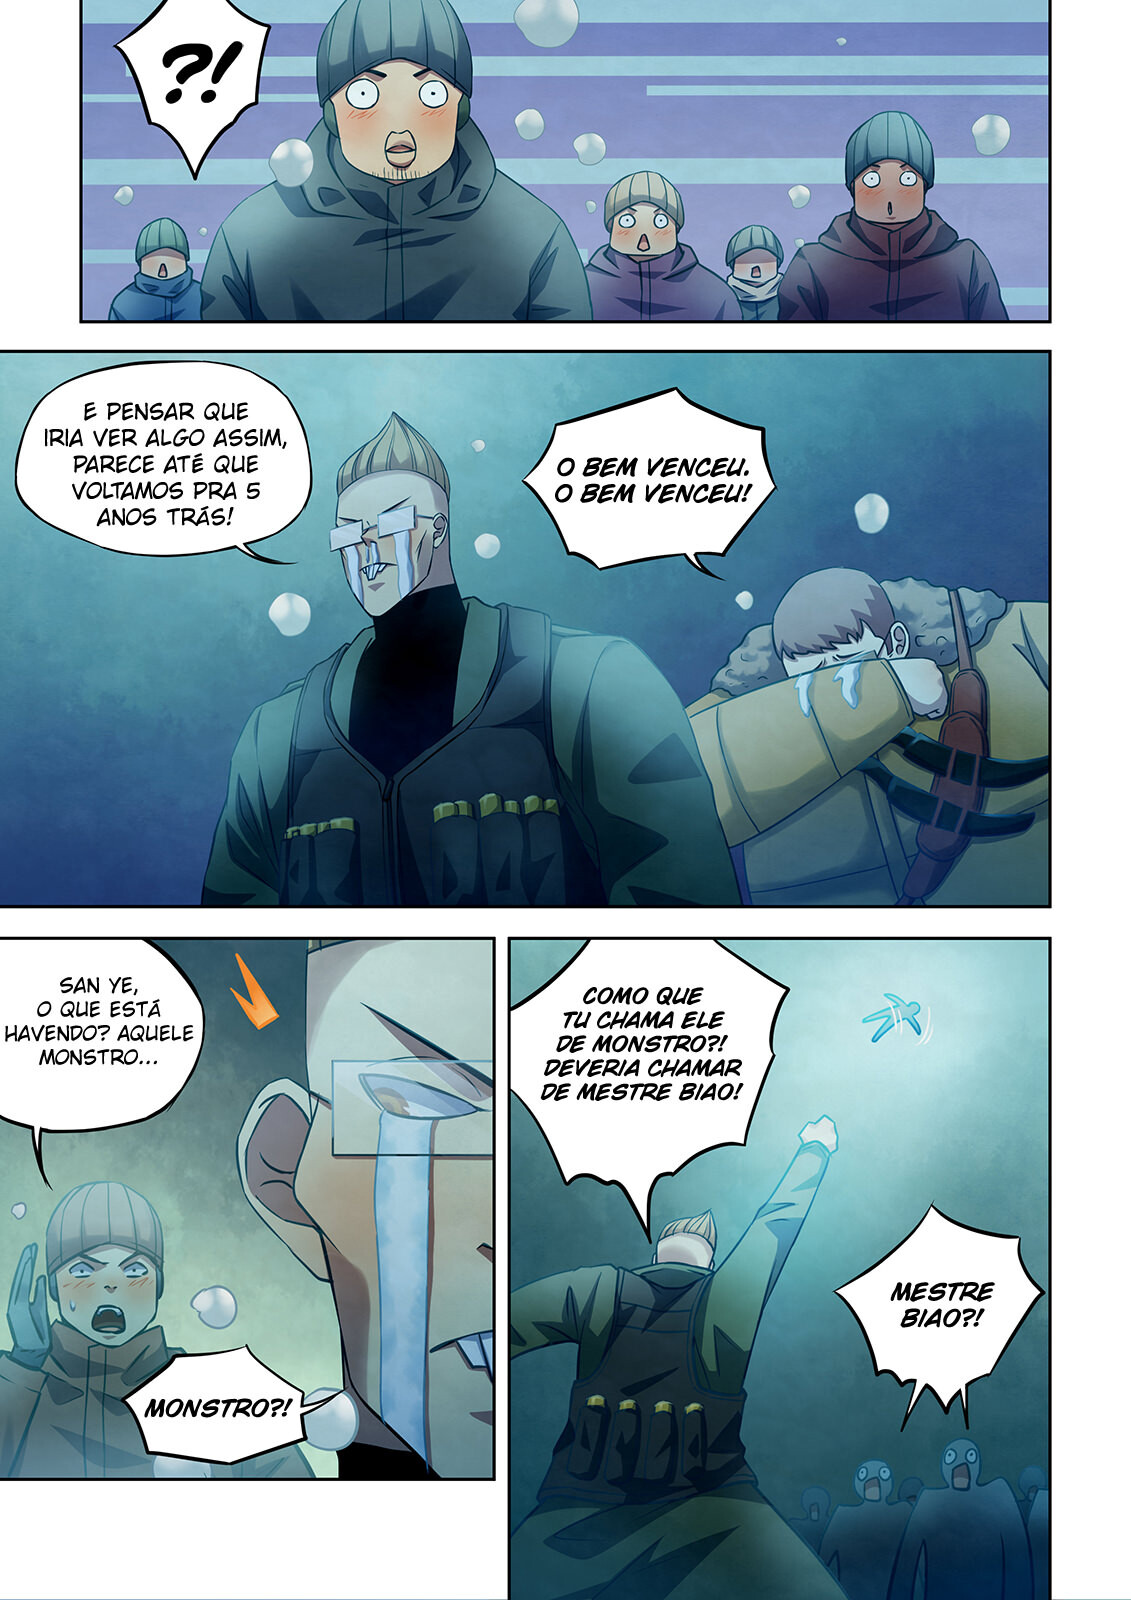 ?!
E PENSAR QUE
IRIA VER ALGO ASSIM,
PARECE ATÉ QUE
VOLTAMOS PRA 5
ANOS TRÁS!
O BEM VENCEU.
O BEM VENCEU!
SAN YE,
O QUE ESTÁ
HAVENDO? AQUELE
MONSTRO...
MONSTRO?!
COMO QUE
TU CHAMA ELE
DE MONSTRO?!
DEVERIA CHAMAR
DE MESTRE BIAO!
MESTRE
BIAO?!